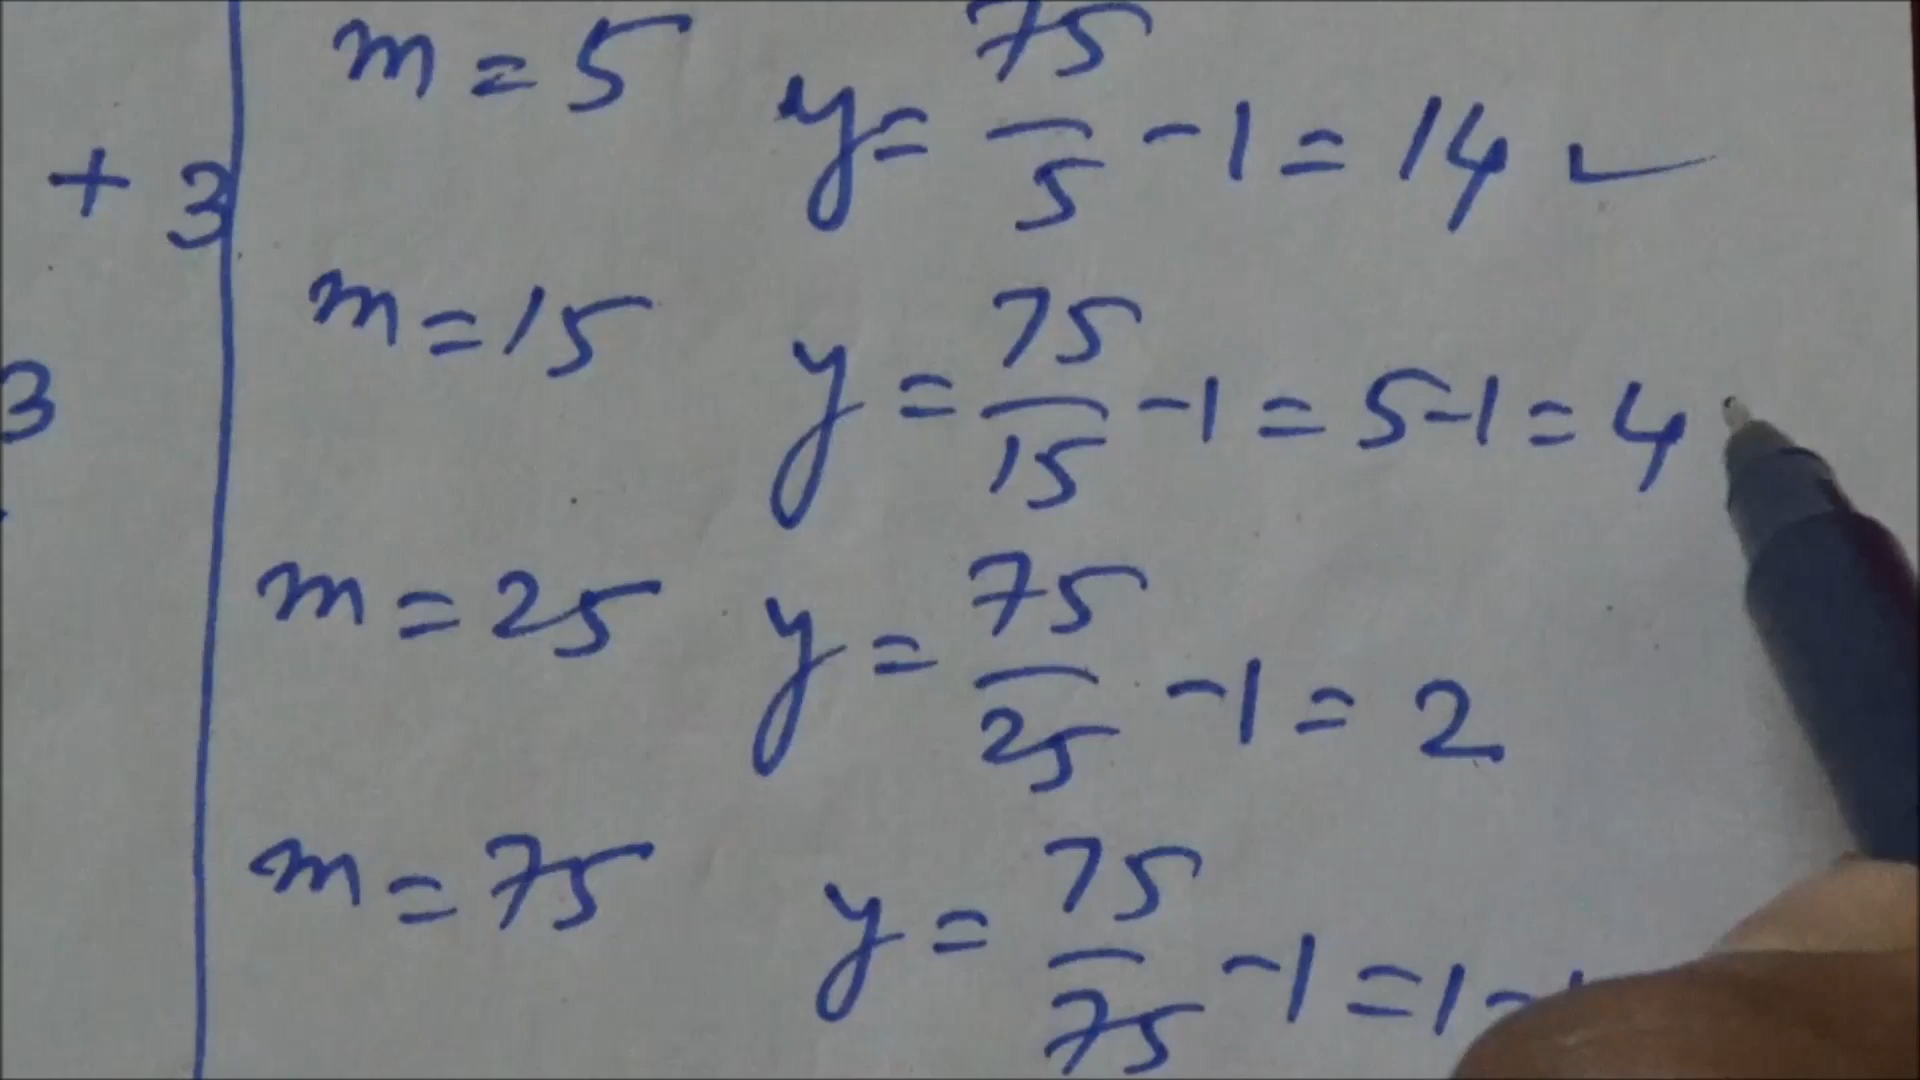 m = 5 y = 75/5 - 1 = 14 ✓
+ 3
m = 15 y = 75/15 - 1 = 5 - 1 = 4
3
m = 25 y = 75/25 - 1 = 2
m = 75 y = 75/75 - 1 = 1 -